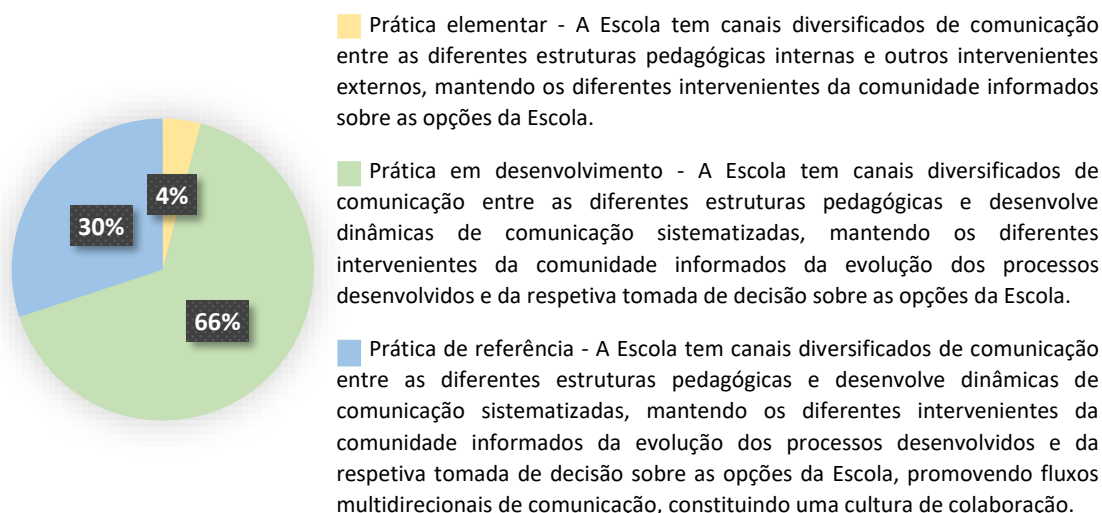 Prática elementar - A Escola tem canais diversificados de comunicação
entre as diferentes estruturas pedagógicas internas e outros intervenientes
externos, mantendo os diferentes intervenientes da comunidade informados
sobre as opções da Escola.
Prática em desenvolvimento - A Escola tem canais diversificados de
comunicação entre as diferentes estruturas pedagógicas e desenvolve
dinâmicas de comunicação sistematizadas, mantendo os diferentes
intervenientes da comunidade informados da evolução dos processos
desenvolvidos e da respetiva tomada de decisão sobre as opções da Escola.
Prática de referência - A Escola tem canais diversificados de comunicação
entre as diferentes estruturas pedagógicas e desenvolve dinâmicas de
comunicação sistematizadas, mantendo os diferentes intervenientes da
comunidade informados da evolução dos processos desenvolvidos e da
respetiva tomada de decisão sobre as opções da Escola, promovendo fluxos
multidirecionais de comunicação, constituindo uma cultura de colaboração.
4%
30%
66%